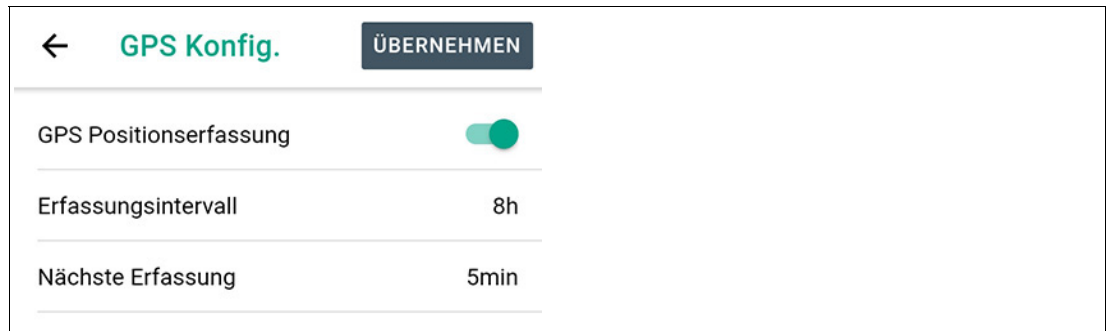 GPS Konfig. ÜBERNEHMEN
GPS Positionserfassung
Erfassungsintervall 8h
Nächste Erfassung 5min